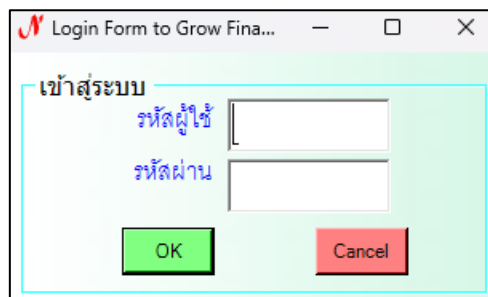 Login Form to Grow Fina...
เข้าสู่ระบบ
รหัสผู้ใช้
รหัสผ่าน
OK Cancel